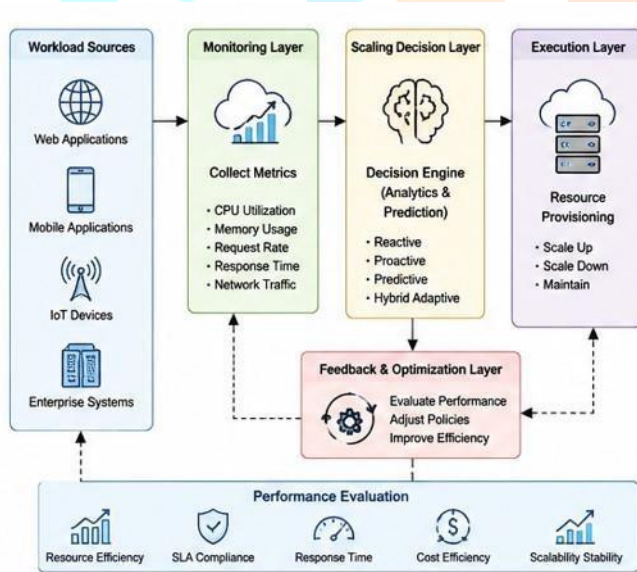 Workload Sources
Web Applications
Mobile Applications
IoT Devices
Enterprise Systems
Monitoring Layer
Collect Metrics
• CPU Utilization
• Memory Usage
• Request Rate
• Response Time
• Network Traffic
Scaling Decision Layer
Decision Engine
(Analytics &
Prediction)
• Reactive
• Proactive
• Predictive
• Hybrid Adaptive
Execution Layer
Resource
Provisioning
• Scale Up
• Scale Down
• Maintain
Feedback & Optimization Layer
Evaluate Performance
Adjust Policies
Improve Efficiency
Performance Evaluation
Resource Efficiency
SLA Compliance
Response Time
Cost Efficiency
Scalability Stability